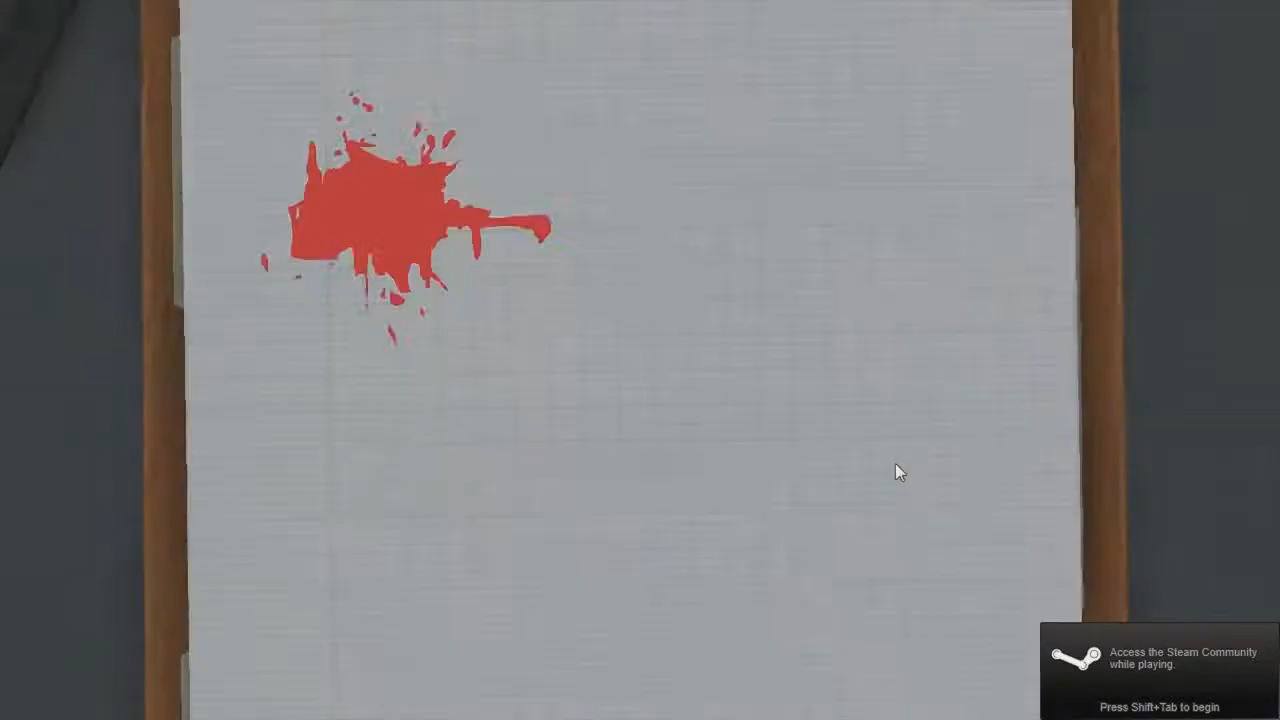 Access the Steam Community
while playing.
Press Shift+Tab to begin